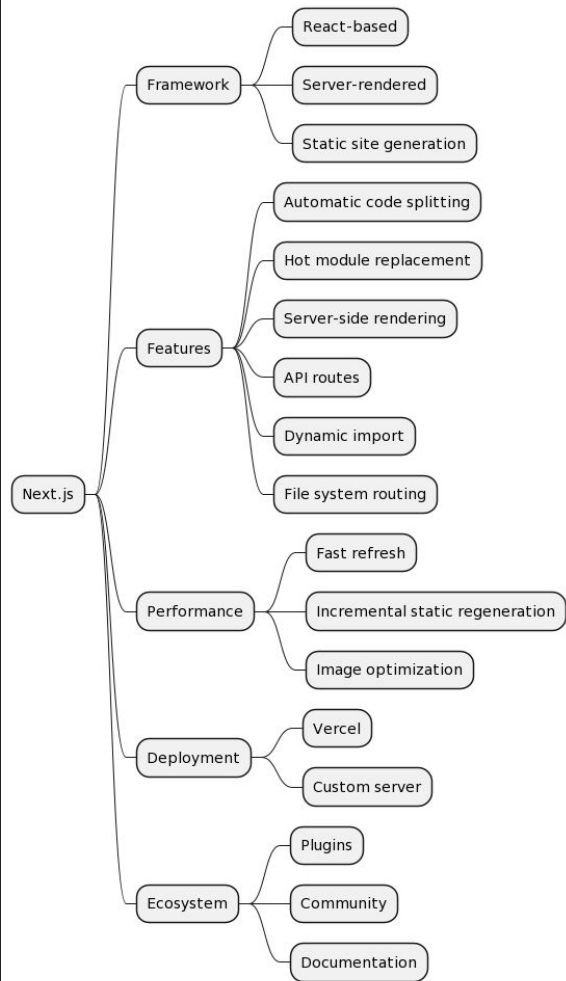 Next.js
Framework
React-based
Server-rendered
Static site generation
Features
Automatic code splitting
Hot module replacement
Server-side rendering
API routes
Dynamic import
File system routing
Performance
Fast refresh
Incremental static regeneration
Image optimization
Deployment
Vercel
Custom server
Ecosystem
Plugins
Community
Documentation